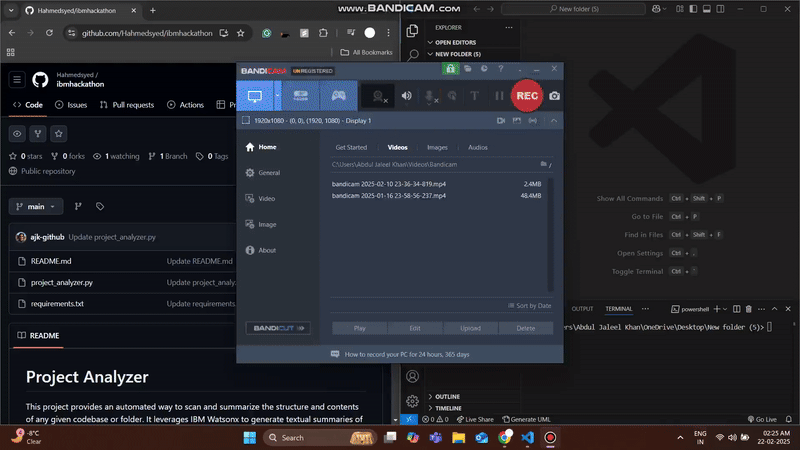 www.BANDICAM.com
Hahmedsyed/ibmhackathon
github.com/Hahmedsyed/ibmhackathon
All Bookmarks
Hahmedsyed /
ibmhackathon
Code
Issues
Pull requests
Actions
0 stars
0 forks
1 watching
1 Branch
0 Tags
Public repository
main
ajk-github Update project_analyzer.py
README.md Update README.md
project_analyzer.py Update project_analyzer
requirements.txt Update requirements.
README
Project Analyzer
This project provides an automated way to scan and summarize the structure and contents
of any given codebase or folder. It leverages IBM Watsonx to generate textual summaries of
BANDICAM UNREGISTERED
REC
1920x1080 - (0, 0), (1920, 1080) - Display 1
Home
General
Video
Image
About
BANDICUT
Get Started
Videos
Images
Audios
C:\Users\Abdul Jaleel Khan\Videos\Bandicam
bandicam 2025-02-10 23-36-34-819.mp4 2.4MB
bandicam 2025-01-16 23-58-56-237.mp4 48.4MB
Sort by Date
Play
Edit
Upload
Delete
How to record your PC for 24 hours, 365 days
New folder (5)
EXPLORER
OPEN EDITORS
NEW FOLDER (5)
Show All Commands Ctrl + Shift + P
Go to File Ctrl + P
Find in Files Ctrl + Shift + F
Open Settings Ctrl + ,
Toggle Terminal Ctrl + `
OUTPUT
TERMINAL
powershell
ers\Abdul Jaleel Khan\OneDrive\Desktop\New folder (5)>
OUTLINE
TIMELINE
0 0
Live Share
Generate UML
Go Live
-8°C
Clear
Search
ENG
IN
02:25 AM
22-02-2025